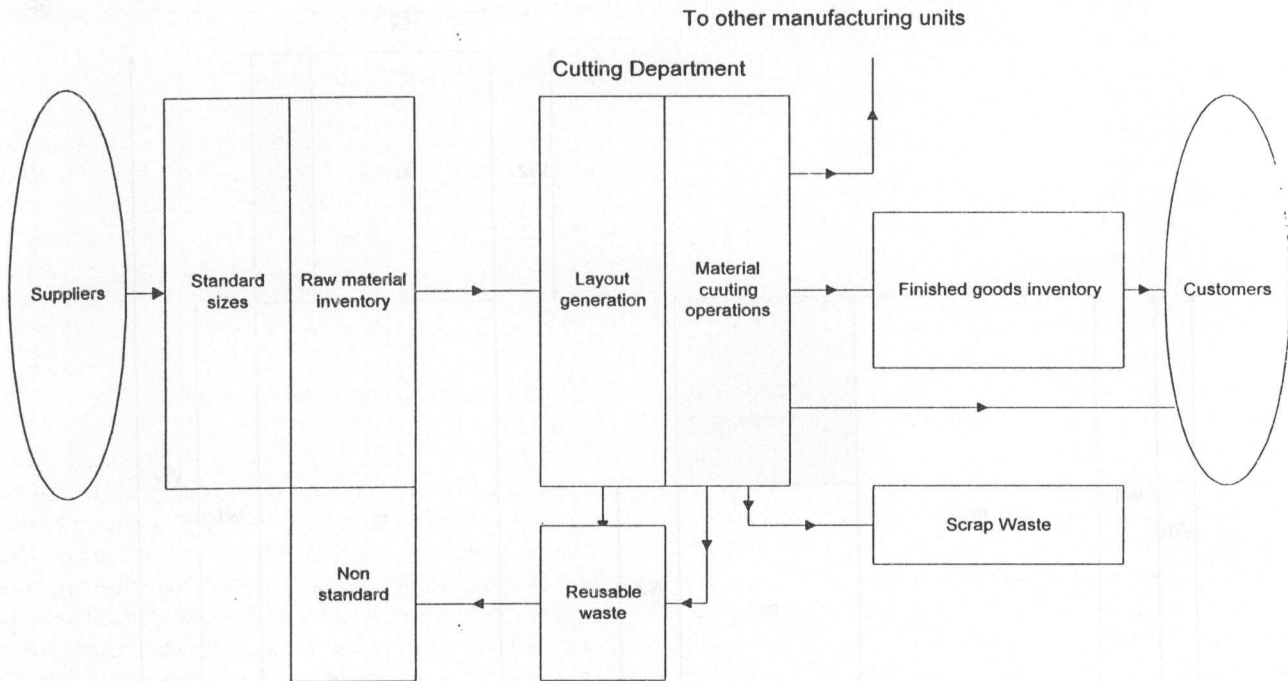 To other manufacturing units
Cutting Department
Suppliers
Standard
sizes
Raw material
inventory
Layout
generation
Material
cuuting
operations
Finished goods inventory
Customers
Scrap Waste
Non
standard
Reusable
waste